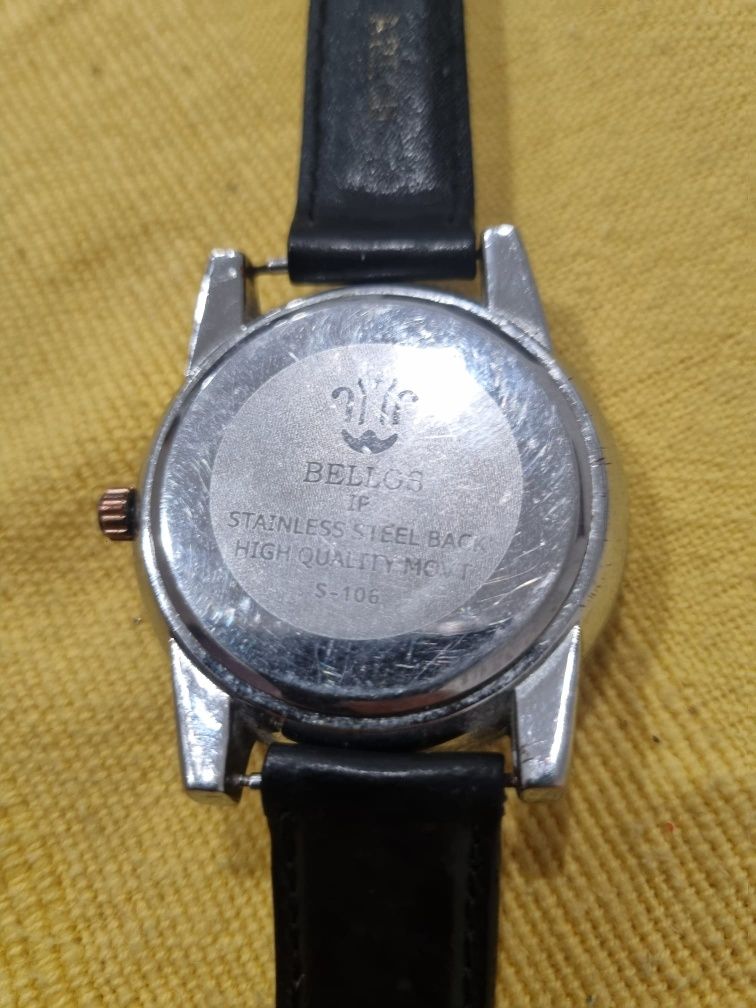 BELLOS
IP
STAINLESS STEEL BACK
HIGH QUALITY MOVT
S-106